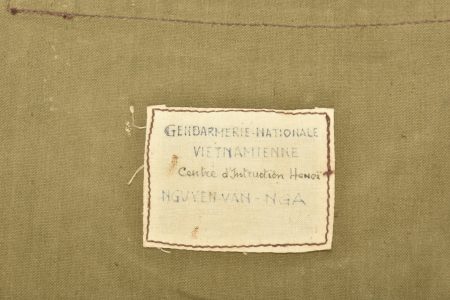 GENDARMERIE-NATIONALE
VIETNAMIENNE
Centre d'Instruction Hanoï
NGUYEN-VAN-NGA